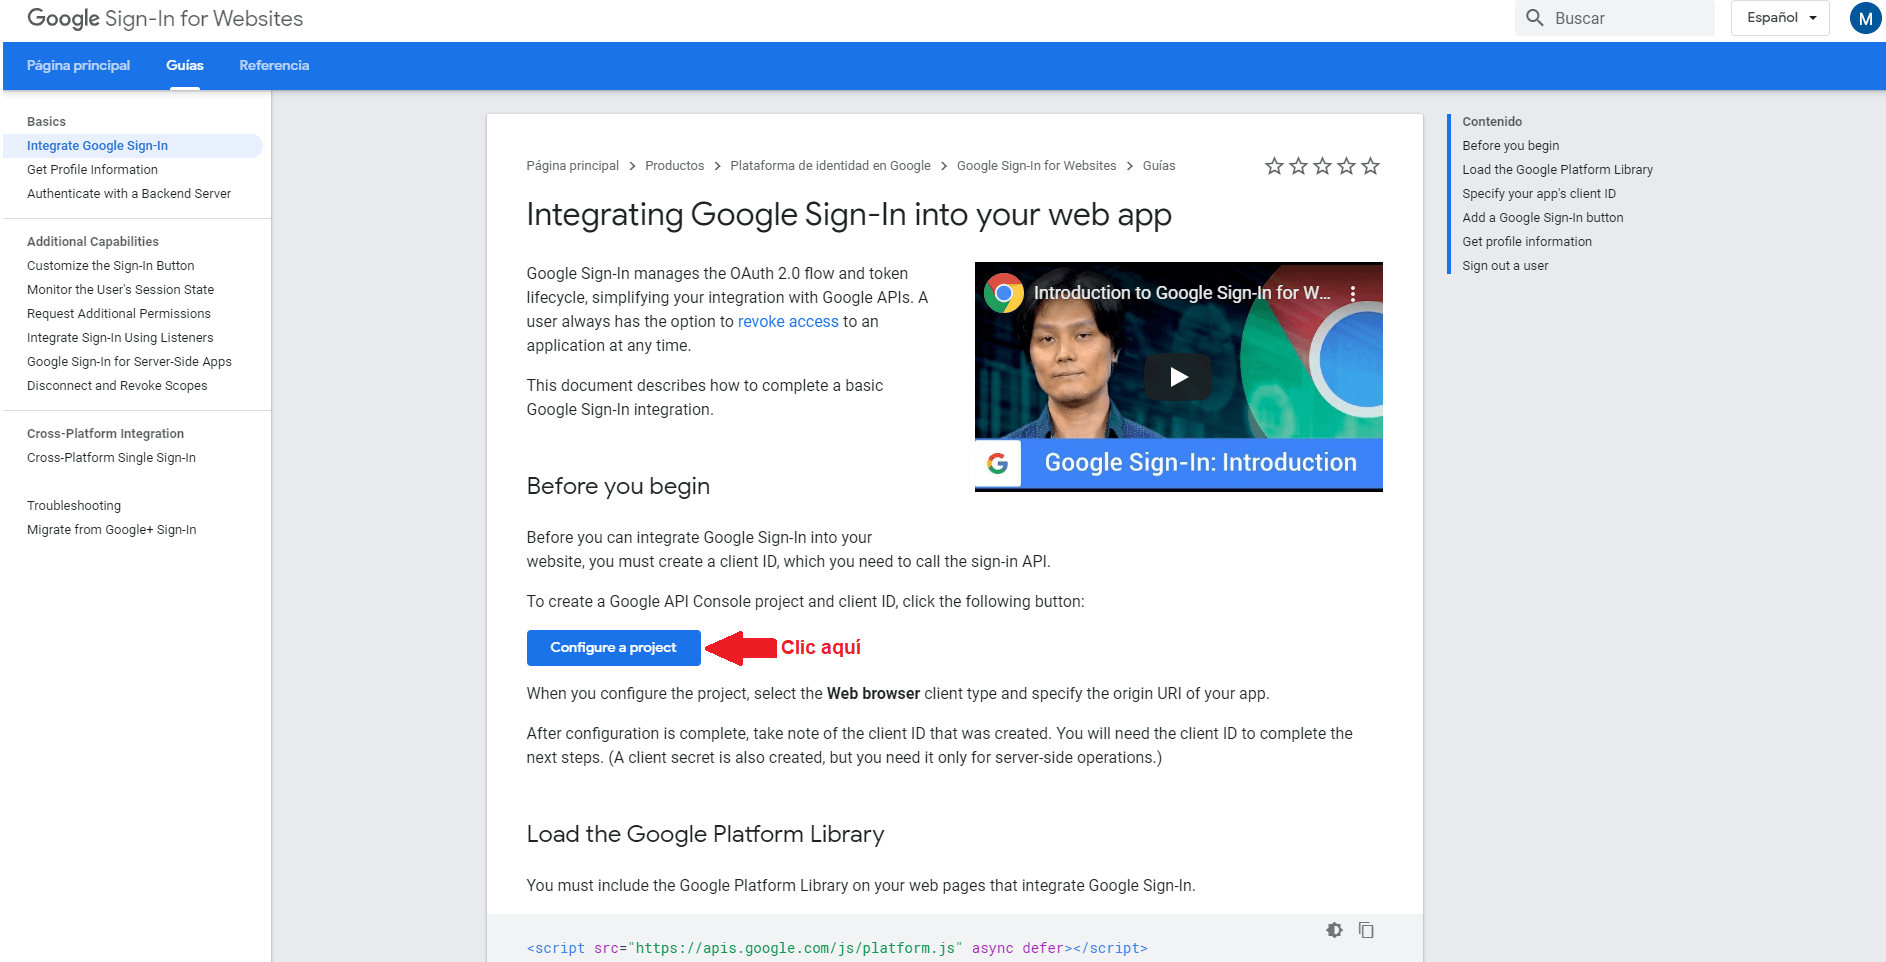 Google Sign-In for Websites
Buscar
Español
M
Página principal
Guías
Referencia
Basics
Integrate Google Sign-In
Get Profile Information
Authenticate with a Backend Server
Additional Capabilities
Customize the Sign-In Button
Monitor the User's Session State
Request Additional Permissions
Integrate Sign-In Using Listeners
Google Sign-In for Server-Side Apps
Disconnect and Revoke Scopes
Cross-Platform Integration
Cross-Platform Single Sign-In
Troubleshooting
Migrate from Google+ Sign-In
Página principal > Productos > Plataforma de identidad en Google > Google Sign-In for Websites > Guías
Integrating Google Sign-In into your web app
Google Sign-In manages the OAuth 2.0 flow and token
lifecycle, simplifying your integration with Google APIs. A
user always has the option to revoke access to an
application at any time.
This document describes how to complete a basic
Google Sign-In integration.
Introduction to Google Sign-In for W...
G
Google Sign-In: Introduction
Before you begin
Before you can integrate Google Sign-In into your
website, you must create a client ID, which you need to call the sign-in API.
To create a Google API Console project and client ID, click the following button:
Configure a project
Clic aquí
When you configure the project, select the Web browser client type and specify the origin URI of your app.
After configuration is complete, take note of the client ID that was created. You will need the client ID to complete the
next steps. (A client secret is also created, but you need it only for server-side operations.)
Load the Google Platform Library
You must include the Google Platform Library on your web pages that integrate Google Sign-In.
<script src="https://apis.google.com/js/platform.js" async defer></script>
Contenido
Before you begin
Load the Google Platform Library
Specify your app's client ID
Add a Google Sign-In button
Get profile information
Sign out a user